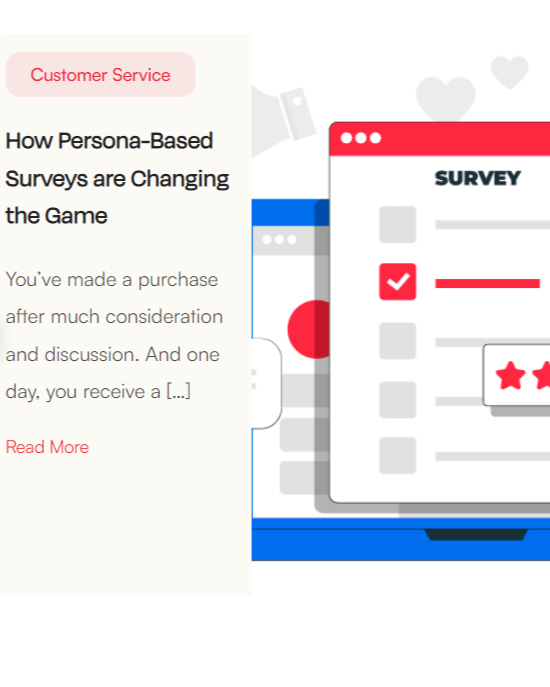 Customer Service
How Persona-Based
Surveys are Changing
the Game
You’ve made a purchase
after much consideration
and discussion. And one
day, you receive a [...]
Read More
SURVEY